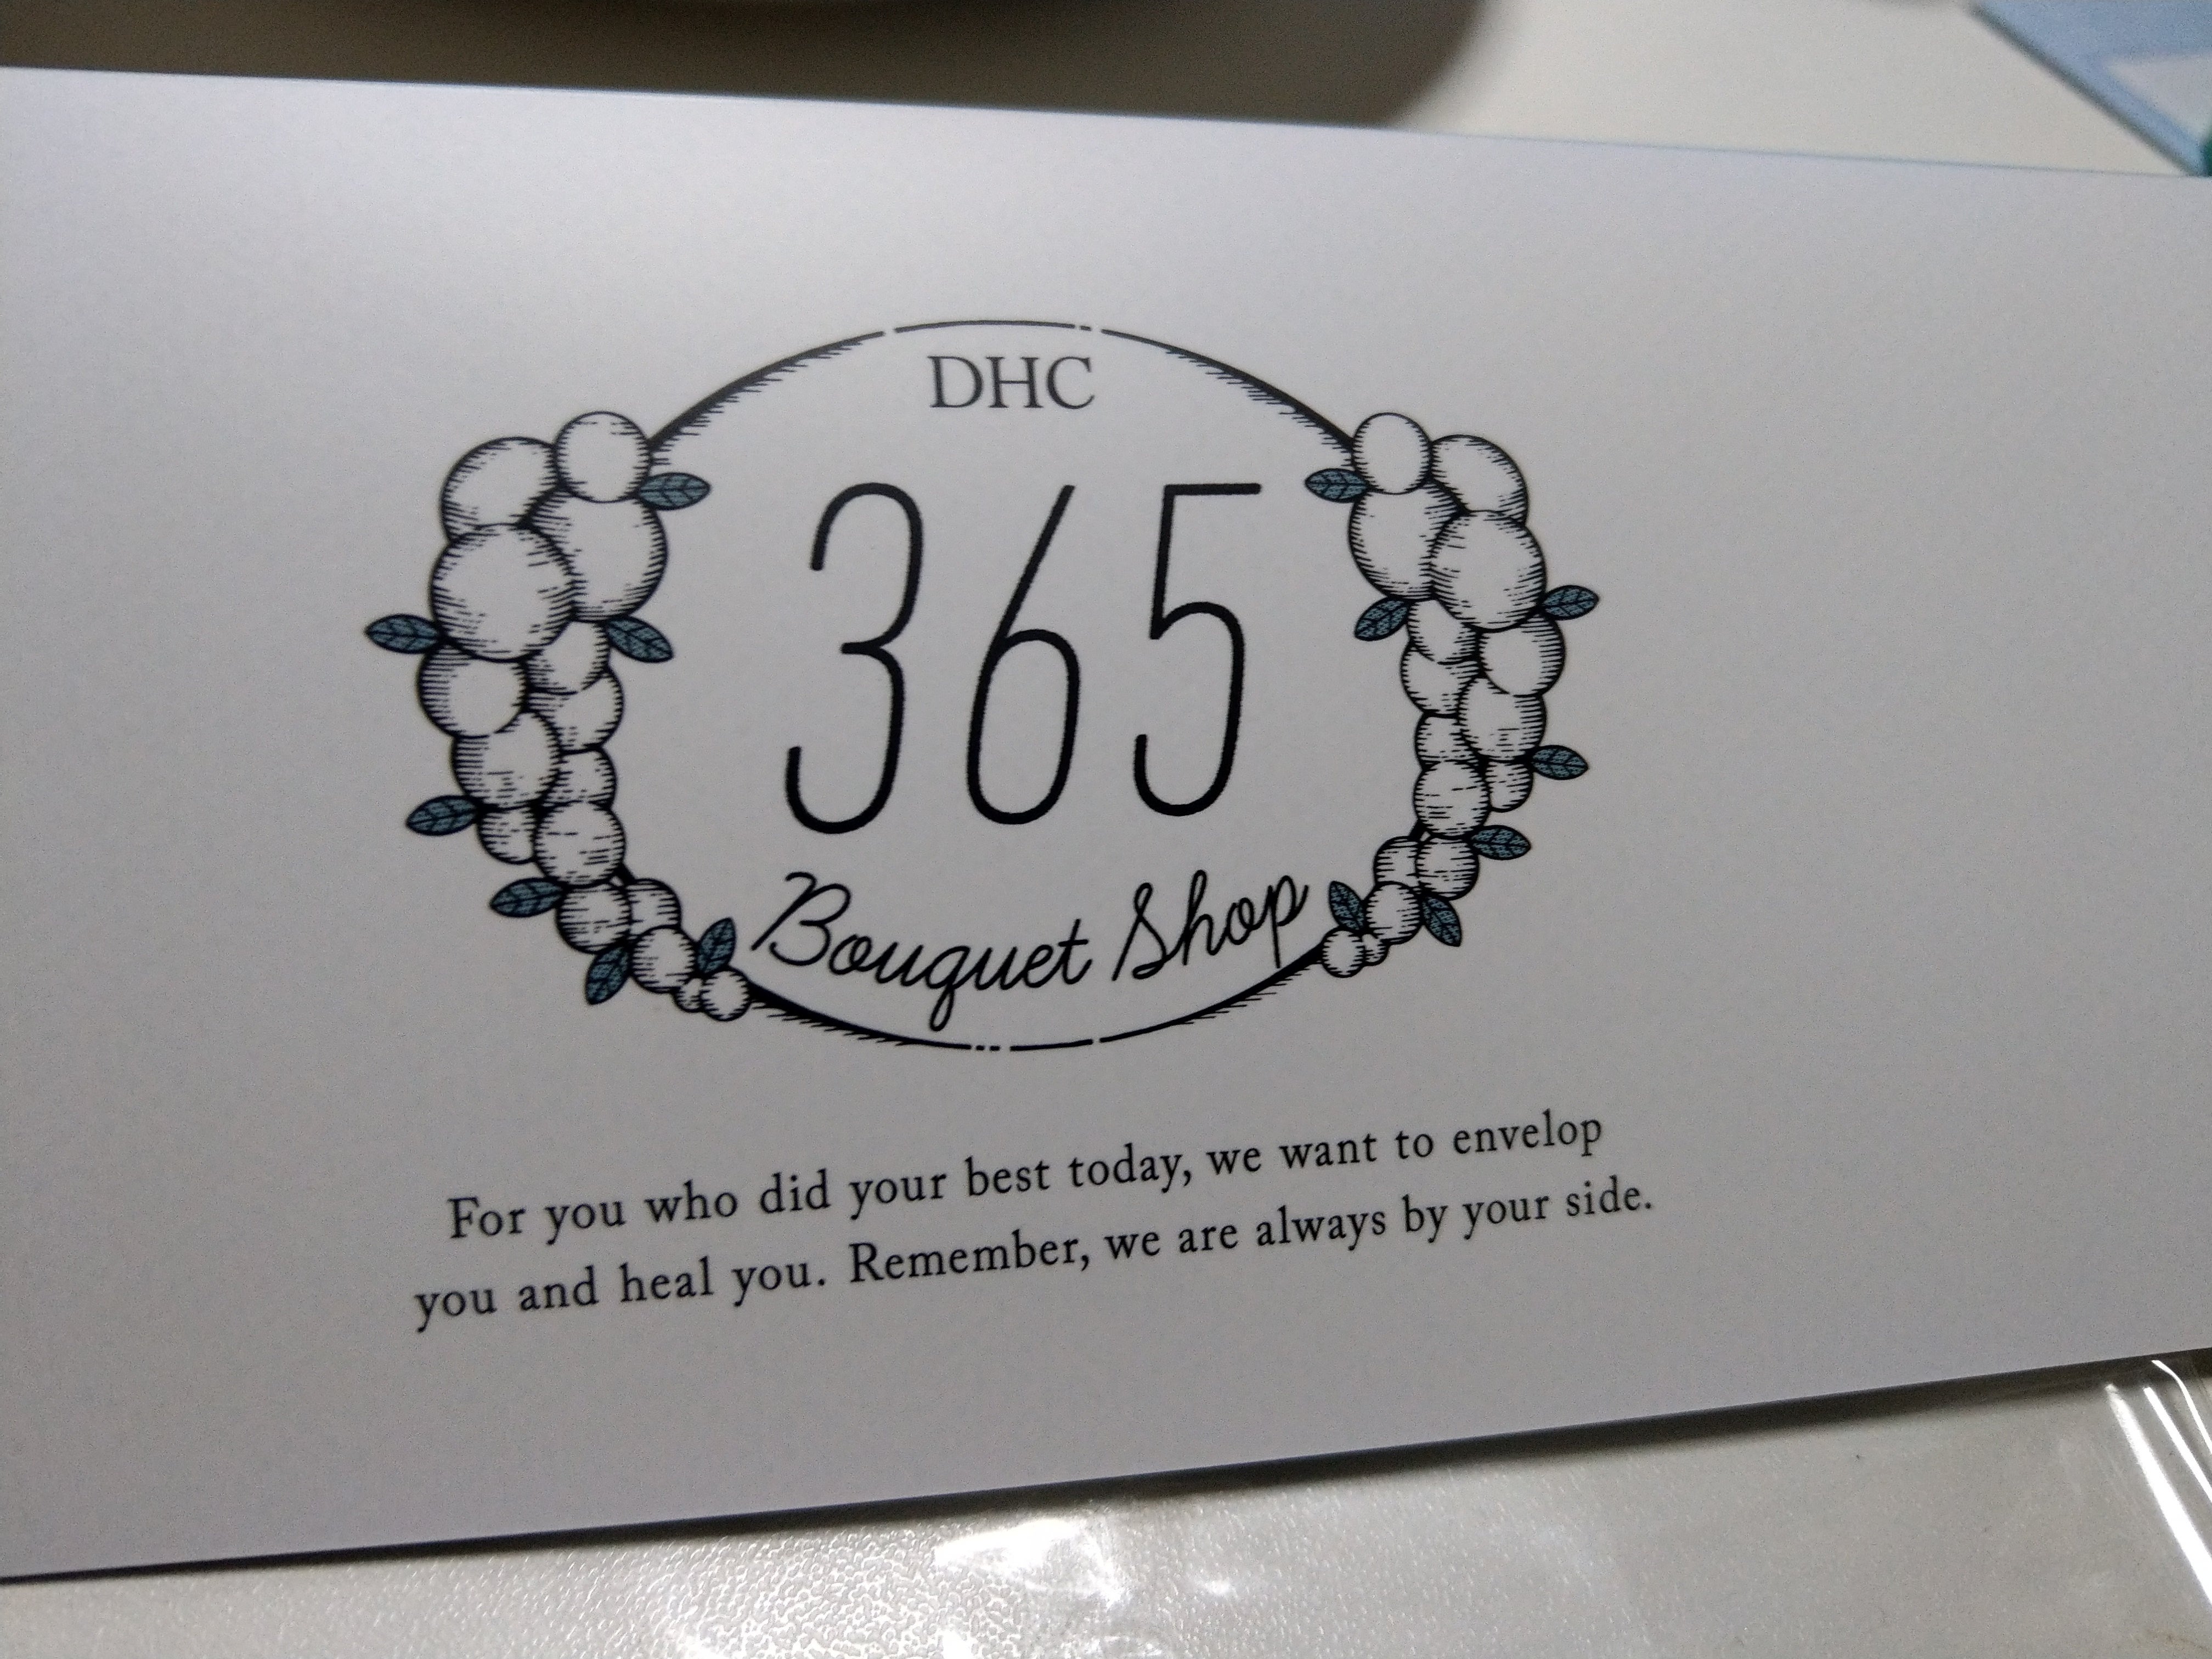 DHC
365
Bouquet Shop
For you who did your best today, we want to envelop
you and heal you. Remember, we are always by your side.